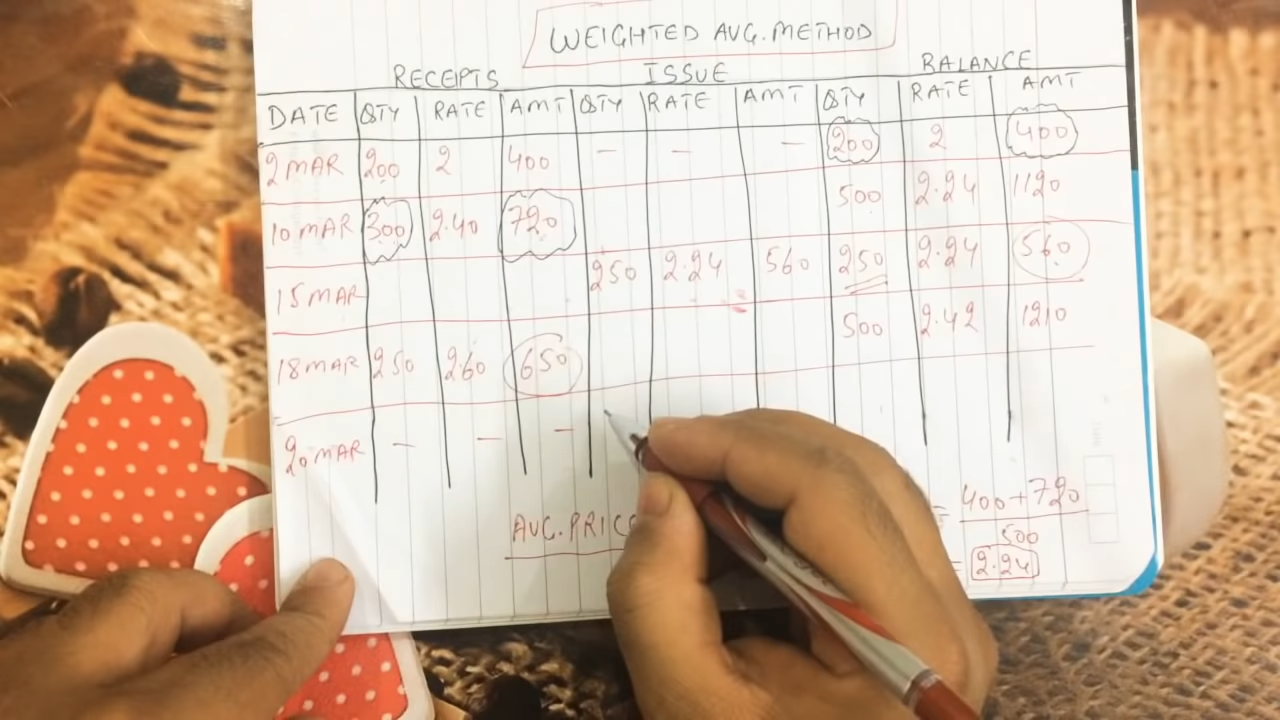 WEIGHTED AVG. METHOD
RECEIPTS ISSUE BALANCE
DATE QTY RATE AMT QTY RATE AMT QTY RATE AMT
2 MAR 200 2 400 - - - 200 2 400
10 MAR 300 2.40 720 500 2.24 1120
15 MAR 250 2.24 560 250 2.24 560
18 MAR 250 260 650 500 2.42 1210
20 MAR - - -
AVG. PRIC = 400 + 720
500
= 2.24